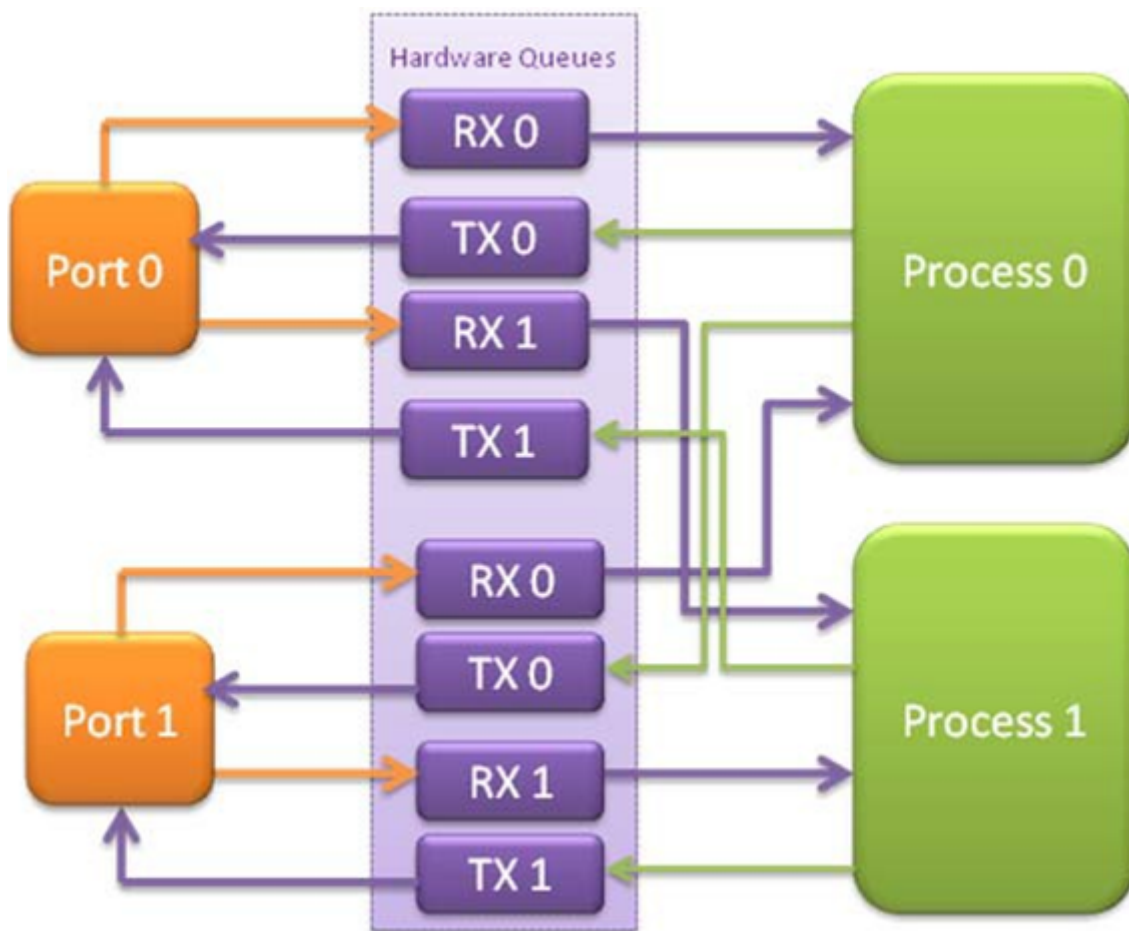 Hardware Queues
RX 0
TX 0
Port 0
Process 0
RX 1
TX 1
RX 0
TX 0
Port 1
Process 1
RX 1
TX 1